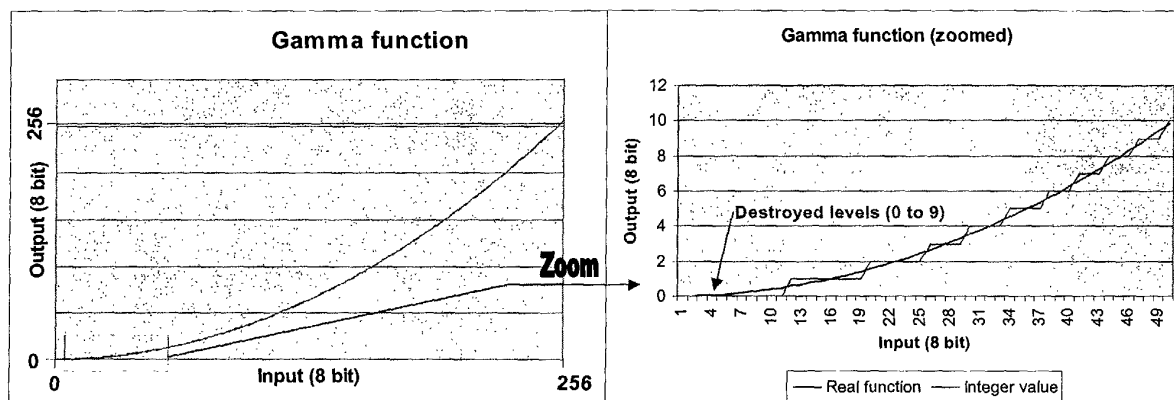 Gamma function
256
Output (8 bit)
0
0
Input (8 bit)
256
Zoom
Gamma function (zoomed)
12
10
8
6
4
2
0
Output (8 bit)
Destroyed levels (0 to 9)
1 4 7 10 13 16 19 22 25 28 31 34 37 40 43 46 49
Input (8 bit)
Real function Integer value